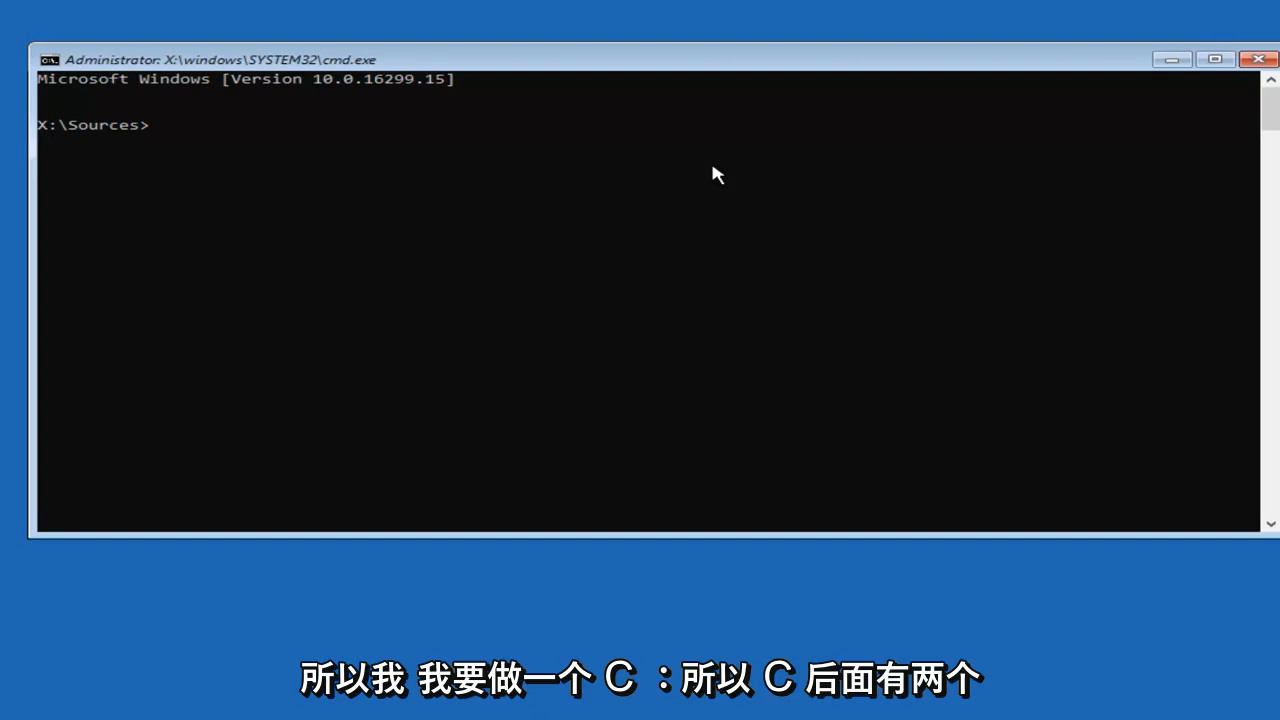 Administrator: X:\windows\SYSTEM32\cmd.exe
Microsoft Windows [Version 10.0.16299.15]
X:\Sources>
所以我 我要做一个 C ：所以 C 后面有两个